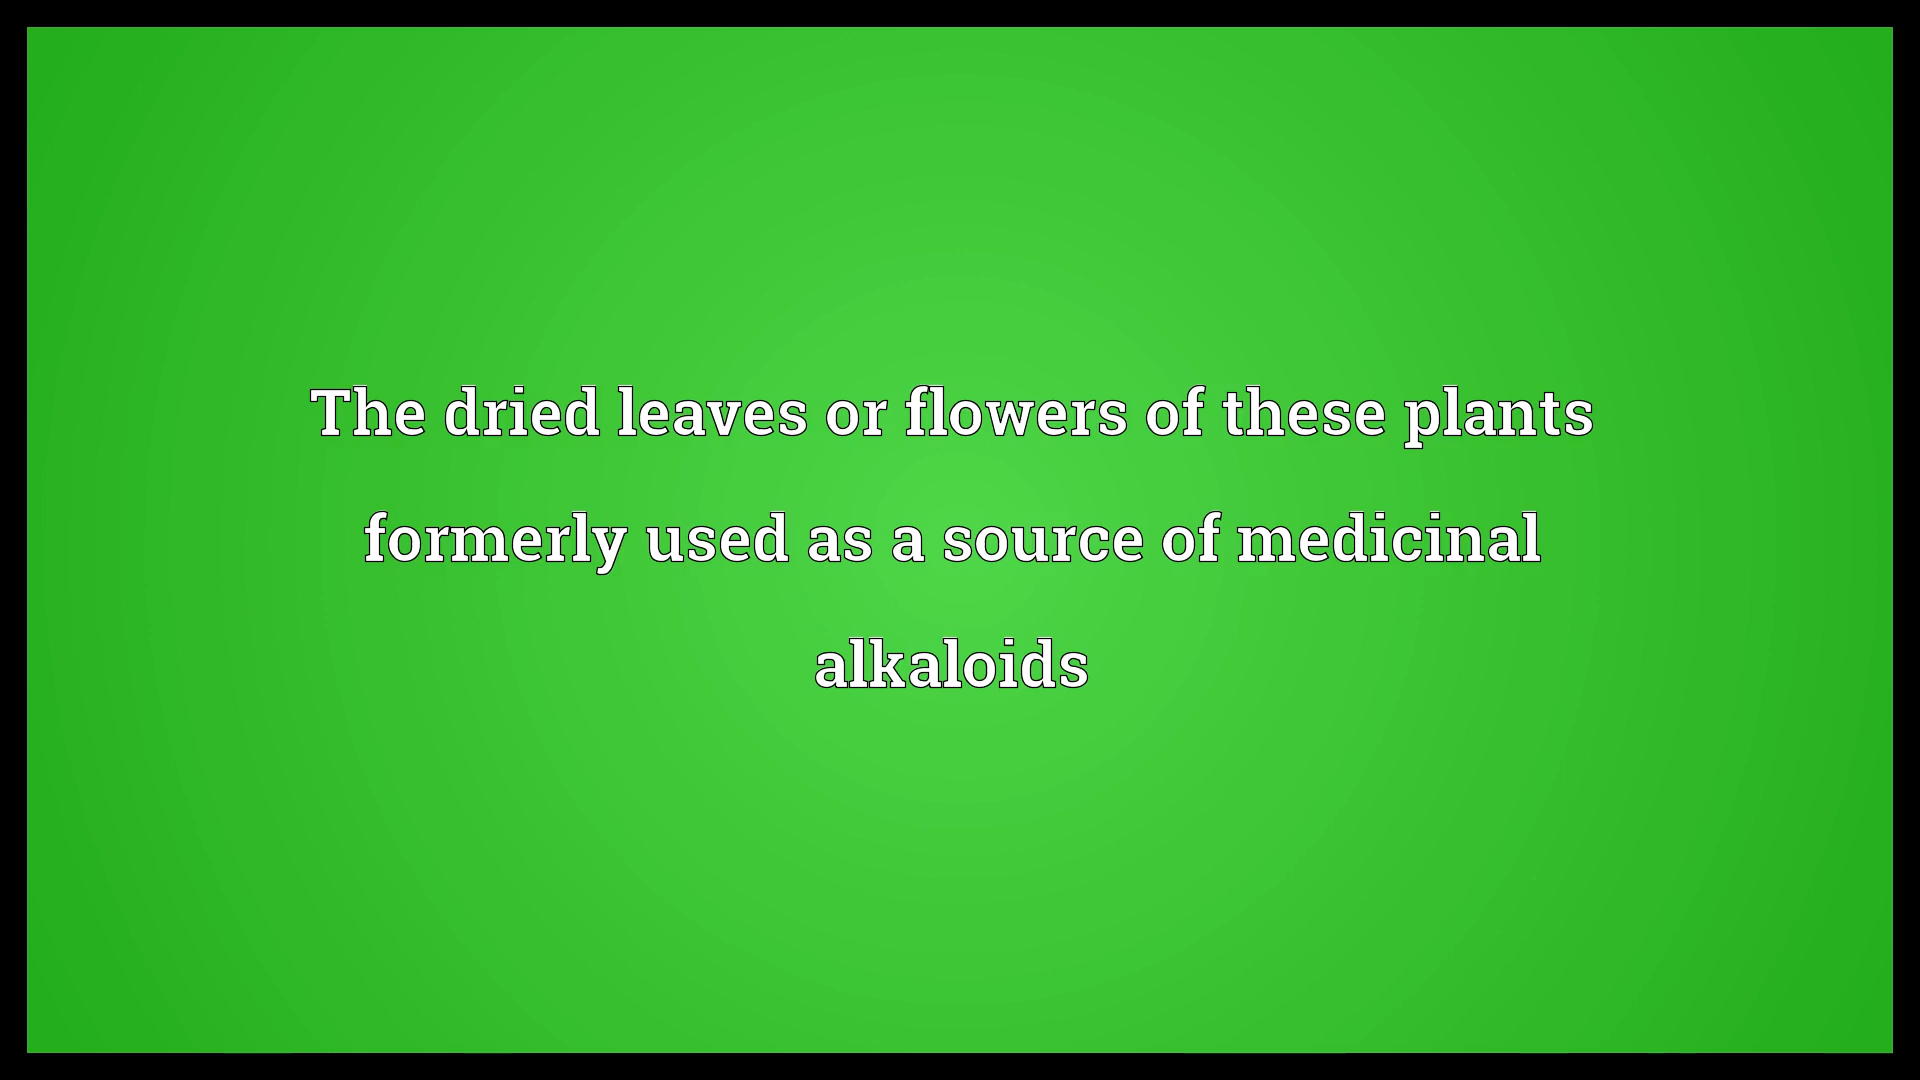 The dried leaves or flowers of these plants
formerly used as a source of medicinal
alkaloids